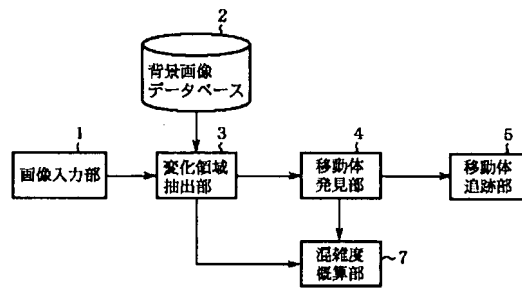 2
背景画像
データベース
1
画像入力部
3
変化領域
抽出部
4
移動体
発見部
5
移動体
追跡部
混雑度
概算部
7